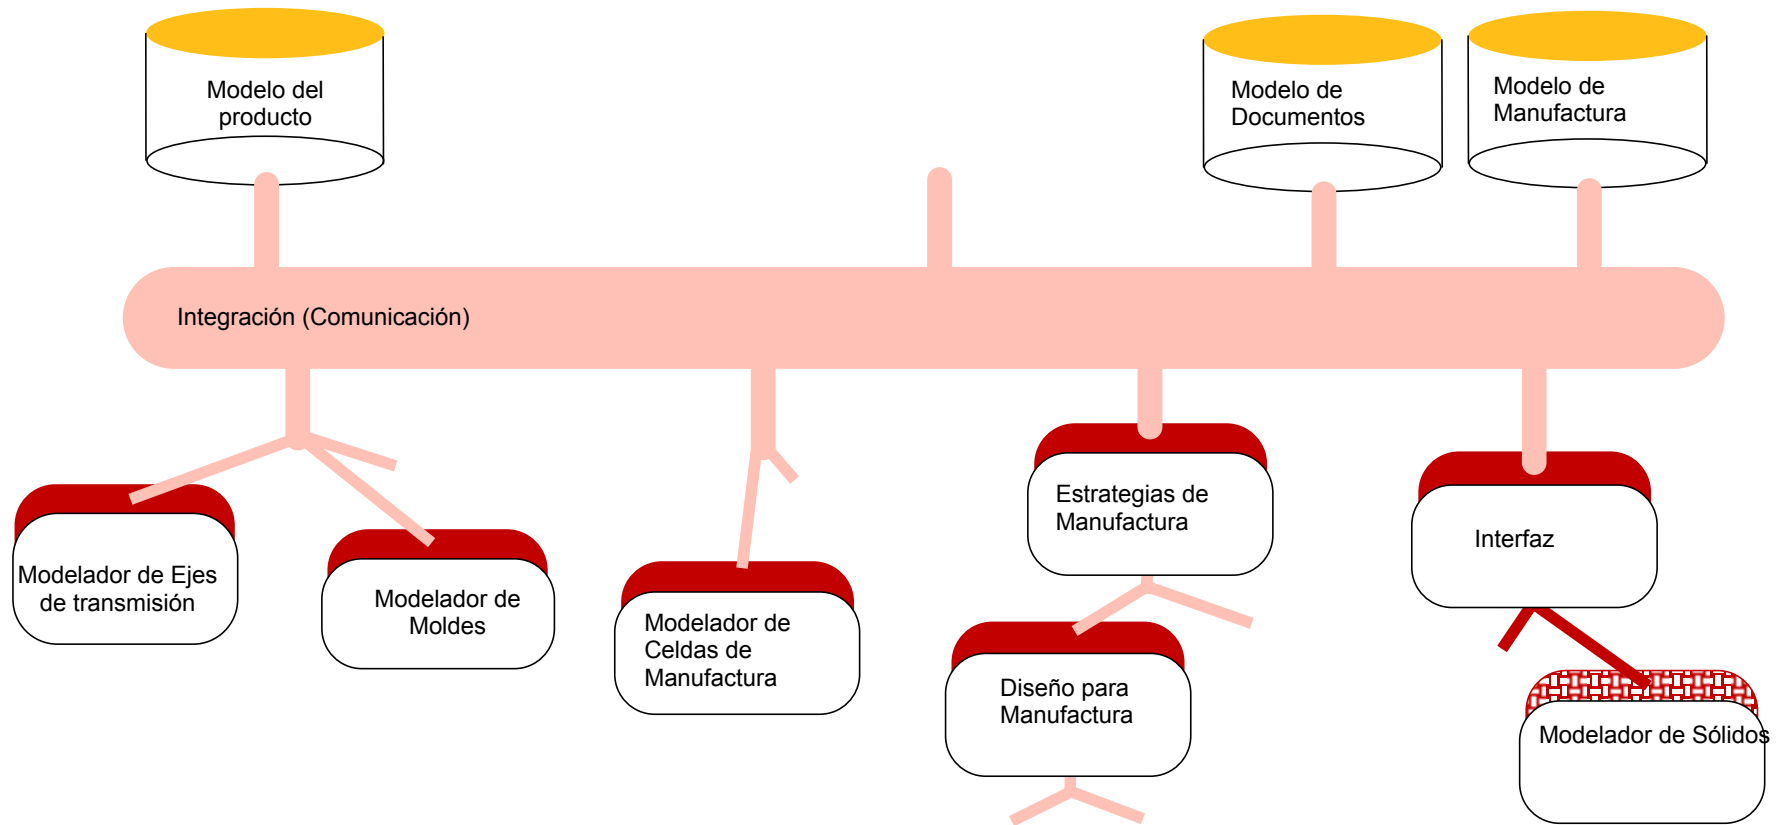 Modelo del
producto
Modelo de
Documentos
Modelo de
Manufactura
Integración (Comunicación)
Modelador de Ejes
de transmisión
Modelador de
Moldes
Modelador de
Celdas de
Manufactura
Estrategias de
Manufactura
Diseño para
Manufactura
Interfaz
Modelador de Sólidos